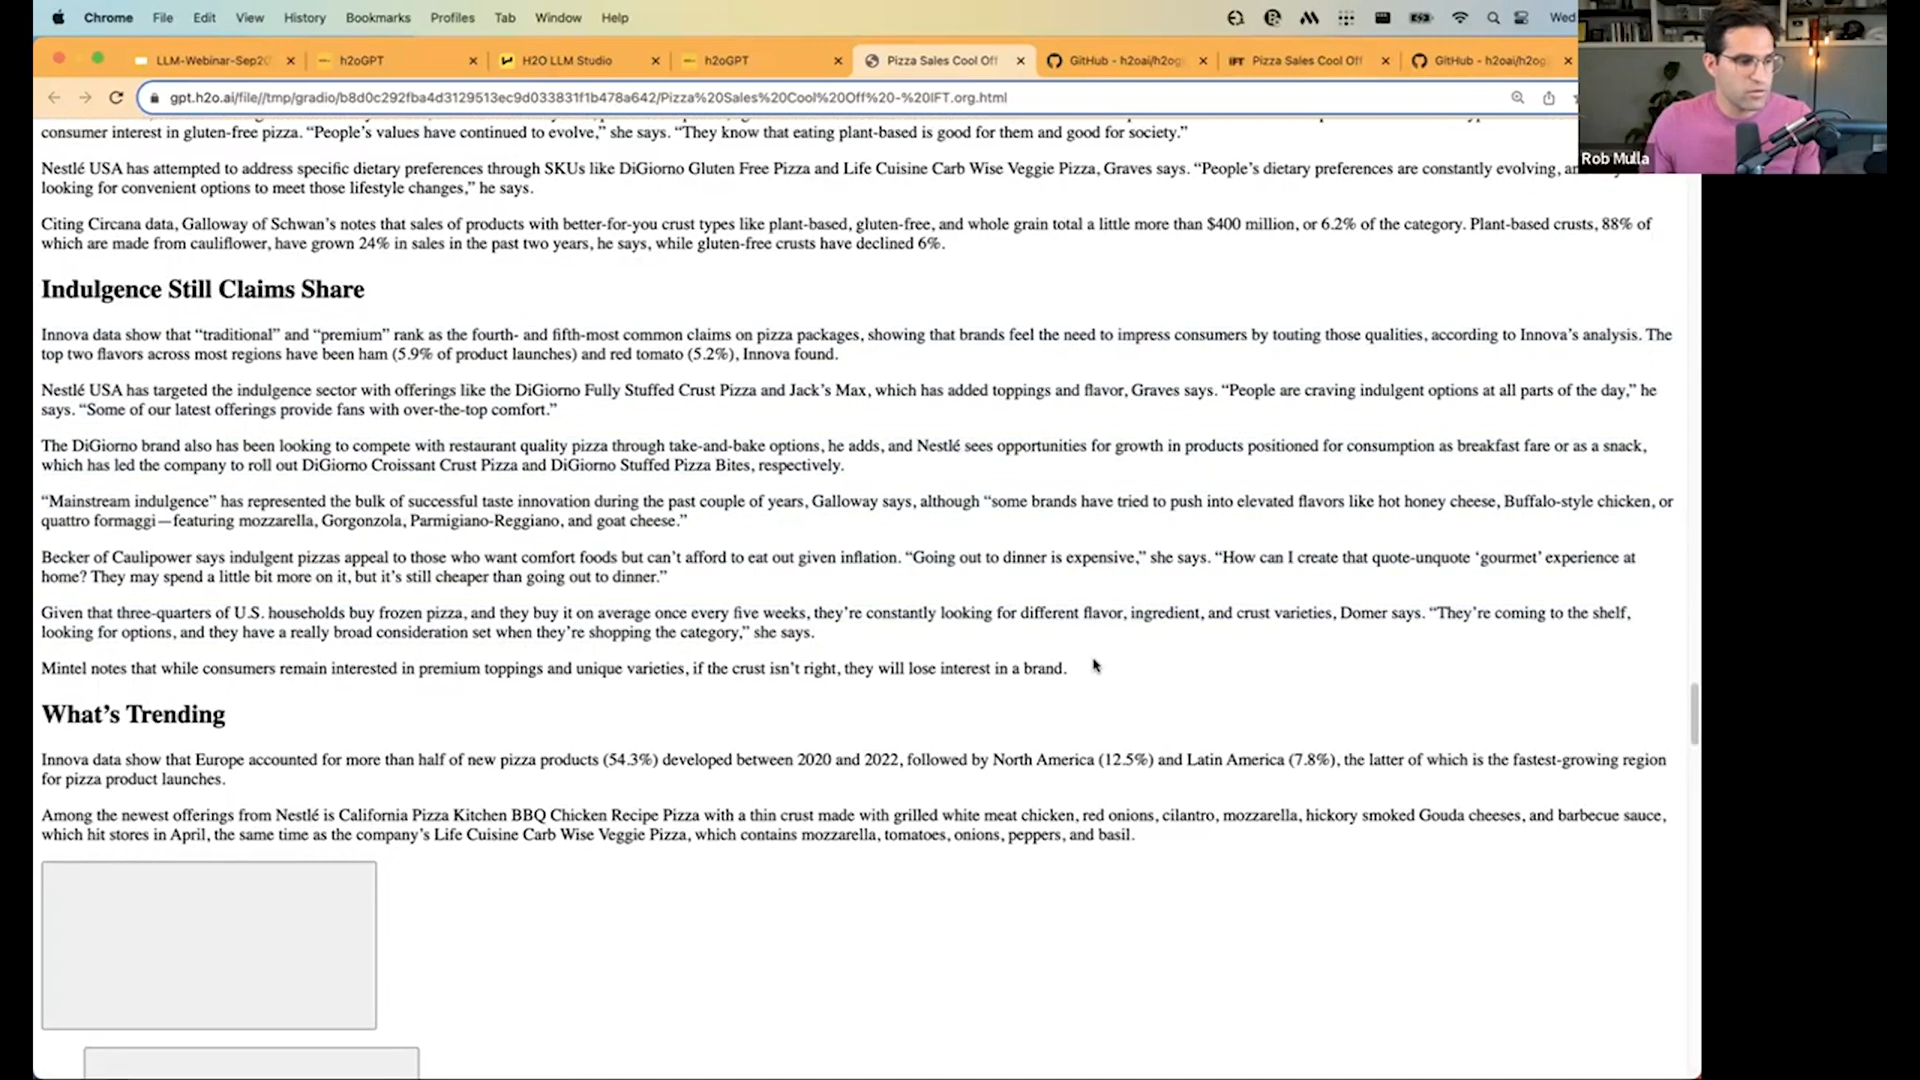 Chrome File Edit View History Bookmarks Profiles Tab Window Help Wed
LLM-Webinar-Sep20 h2oGPT H2O LLM Studio h2oGPT Pizza Sales Cool Off GitHub - h2oai/h2og IFT Pizza Sales Cool Off GitHub - h2oai/h2og
gpt.h2o.ai/file//tmp/gradio/b8d0c292fba4d3129513ec9d033831f1b478a642/Pizza%20Sales%20Cool%20Off%20-%20IFT.org.html
Rob Mulla
consumer interest in gluten-free pizza. “People’s values have continued to evolve,” she says. “They know that eating plant-based is good for them and good for society.”
Nestlé USA has attempted to address specific dietary preferences through SKUs like DiGiorno Gluten Free Pizza and Life Cuisine Carb Wise Veggie Pizza, Graves says. “People’s dietary preferences are constantly evolving,
looking for convenient options to meet those lifestyle changes,” he says.
Citing Circana data, Galloway of Schwan’s notes that sales of products with better-for-you crust types like plant-based, gluten-free, and whole grain total a little more than $400 million, or 6.2% of the category. Plant-based crusts, 88% of
which are made from cauliflower, have grown 24% in sales in the past two years, he says, while gluten-free crusts have declined 6%.
Indulgence Still Claims Share
Innova data show that “traditional” and “premium” rank as the fourth- and fifth-most common claims on pizza packages, showing that brands feel the need to impress consumers by touting those qualities, according to Innova’s analysis. The
top two flavors across most regions have been ham (5.9% of product launches) and red tomato (5.2%), Innova found.
Nestlé USA has targeted the indulgence sector with offerings like the DiGiorno Fully Stuffed Crust Pizza and Jack’s Max, which has added toppings and flavor, Graves says. “People are craving indulgent options at all parts of the day,” he
says. “Some of our latest offerings provide fans with over-the-top comfort.”
The DiGiorno brand also has been looking to compete with restaurant quality pizza through take-and-bake options, he adds, and Nestlé sees opportunities for growth in products positioned for consumption as breakfast fare or as a snack,
which has led the company to roll out DiGiorno Croissant Crust Pizza and DiGiorno Stuffed Pizza Bites, respectively.
“Mainstream indulgence” has represented the bulk of successful taste innovation during the past couple of years, Galloway says, although “some brands have tried to push into elevated flavors like hot honey cheese, Buffalo-style chicken, or
quattro formaggi—featuring mozzarella, Gorgonzola, Parmigiano-Reggiano, and goat cheese.”
Becker of Caulipower says indulgent pizzas appeal to those who want comfort foods but can’t afford to eat out given inflation. “Going out to dinner is expensive,” she says. “How can I create that quote-unquote ‘gourmet’ experience at
home? They may spend a little bit more on it, but it’s still cheaper than going out to dinner.”
Given that three-quarters of U.S. households buy frozen pizza, and they buy it on average once every five weeks, they’re constantly looking for different flavor, ingredient, and crust varieties, Domer says. “They’re coming to the shelf,
looking for options, and they have a really broad consideration set when they’re shopping the category,” she says.
Mintel notes that while consumers remain interested in premium toppings and unique varieties, if the crust isn’t right, they will lose interest in a brand.
What’s Trending
Innova data show that Europe accounted for more than half of new pizza products (54.3%) developed between 2020 and 2022, followed by North America (12.5%) and Latin America (7.8%), the latter of which is the fastest-growing region
for pizza product launches.
Among the newest offerings from Nestlé is California Pizza Kitchen BBQ Chicken Recipe Pizza with a thin crust made with grilled white meat chicken, red onions, cilantro, mozzarella, hickory smoked Gouda cheeses, and barbecue sauce,
which hit stores in April, the same time as the company’s Life Cuisine Carb Wise Veggie Pizza, which contains mozzarella, tomatoes, onions, peppers, and basil.